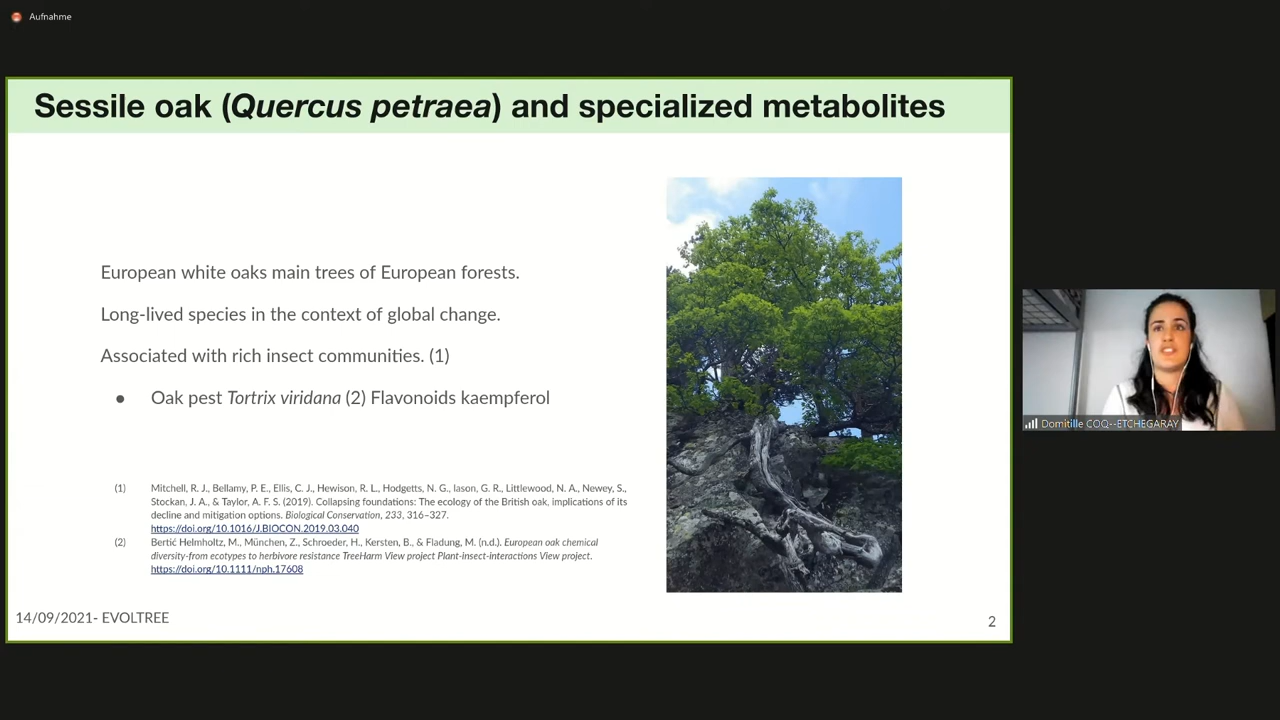 Aufnahme
Sessile oak (Quercus petraea) and specialized metabolites
European white oaks main trees of European forests.
Long-lived species in the context of global change.
Associated with rich insect communities. (1)
● Oak pest Tortrix viridana (2) Flavonoids kaempferol
(1) Mitchell, R. J., Bellamy, P. E., Ellis, C. J., Hewison, R. L., Hodgetts, N. G., Iason, G. R., Littlewood, N. A., Newey, S.,
Stockan, J. A., & Taylor, A. F. S. (2019). Collapsing foundations: The ecology of the British oak, implications of its
decline and mitigation options. Biological Conservation, 233, 316–327.
https://doi.org/10.1016/J.BIOCON.2019.03.040
(2) Bertić Helmholtz, M., München, Z., Schroeder, H., Kersten, B., & Fladung, M. (n.d.). European oak chemical
diversity-from ecotypes to herbivore resistance TreeHarm View project Plant-insect-interactions View project.
https://doi.org/10.1111/nph.17608
14/09/2021- EVOLTREE
2
Domitille COQ--ETCHEGARAY